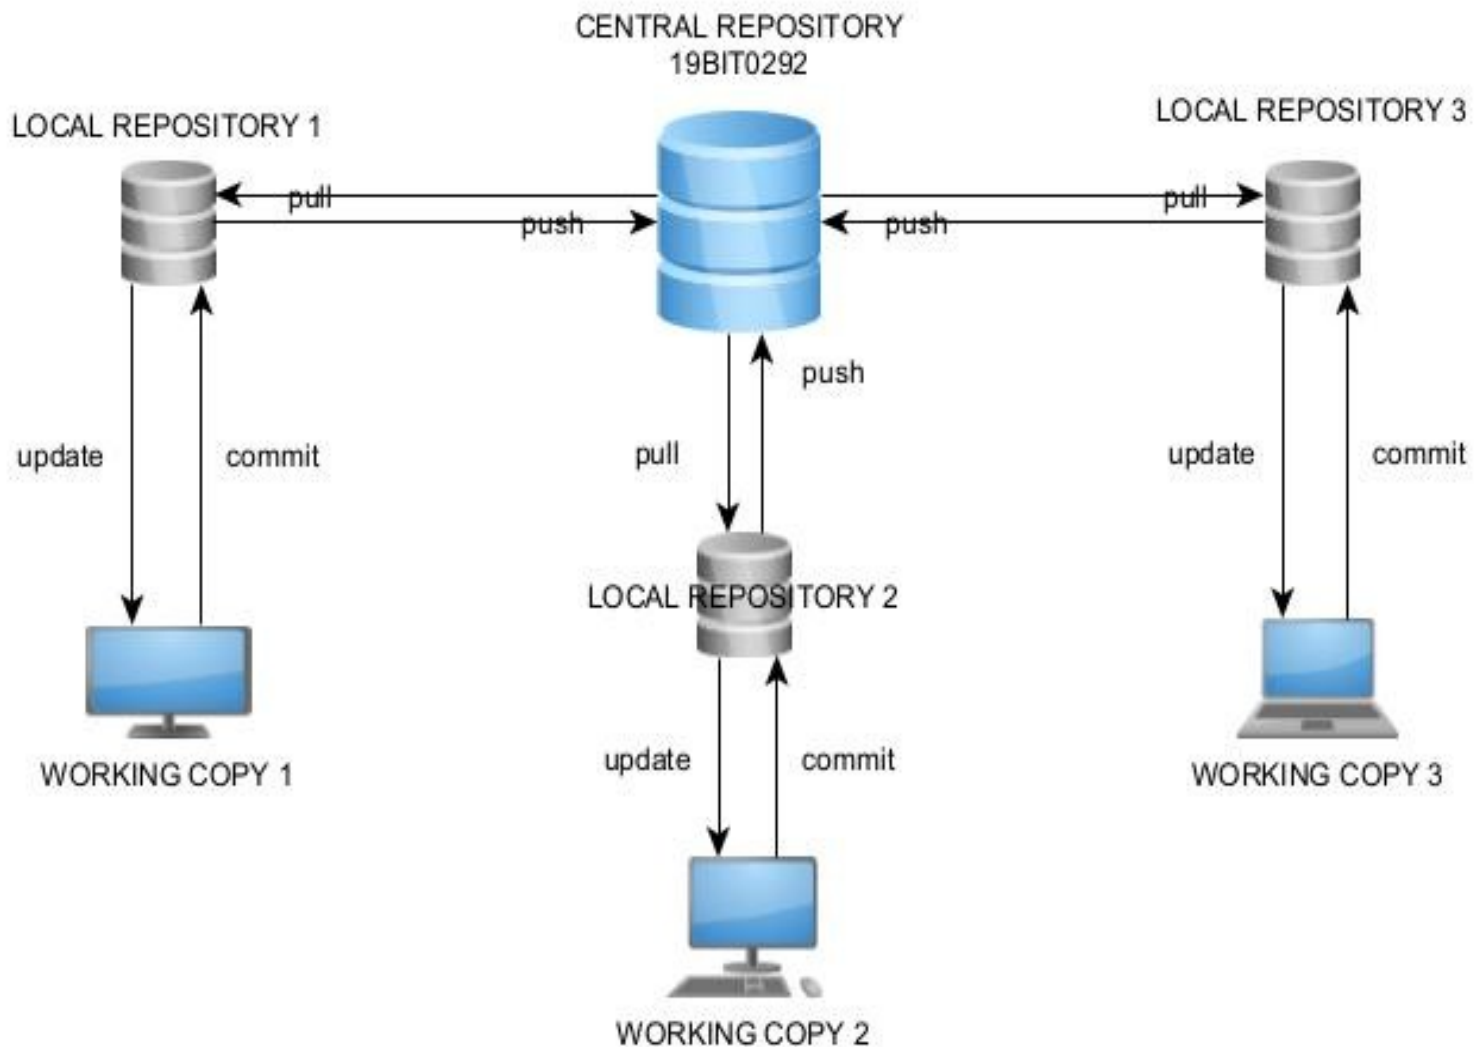 CENTRAL REPOSITORY
19BIT0292
LOCAL REPOSITORY 1
LOCAL REPOSITORY 3
pull
pull
push
push
push
pull
update
commit
update
commit
LOCAL REPOSITORY 2
update
commit
WORKING COPY 1
WORKING COPY 3
WORKING COPY 2